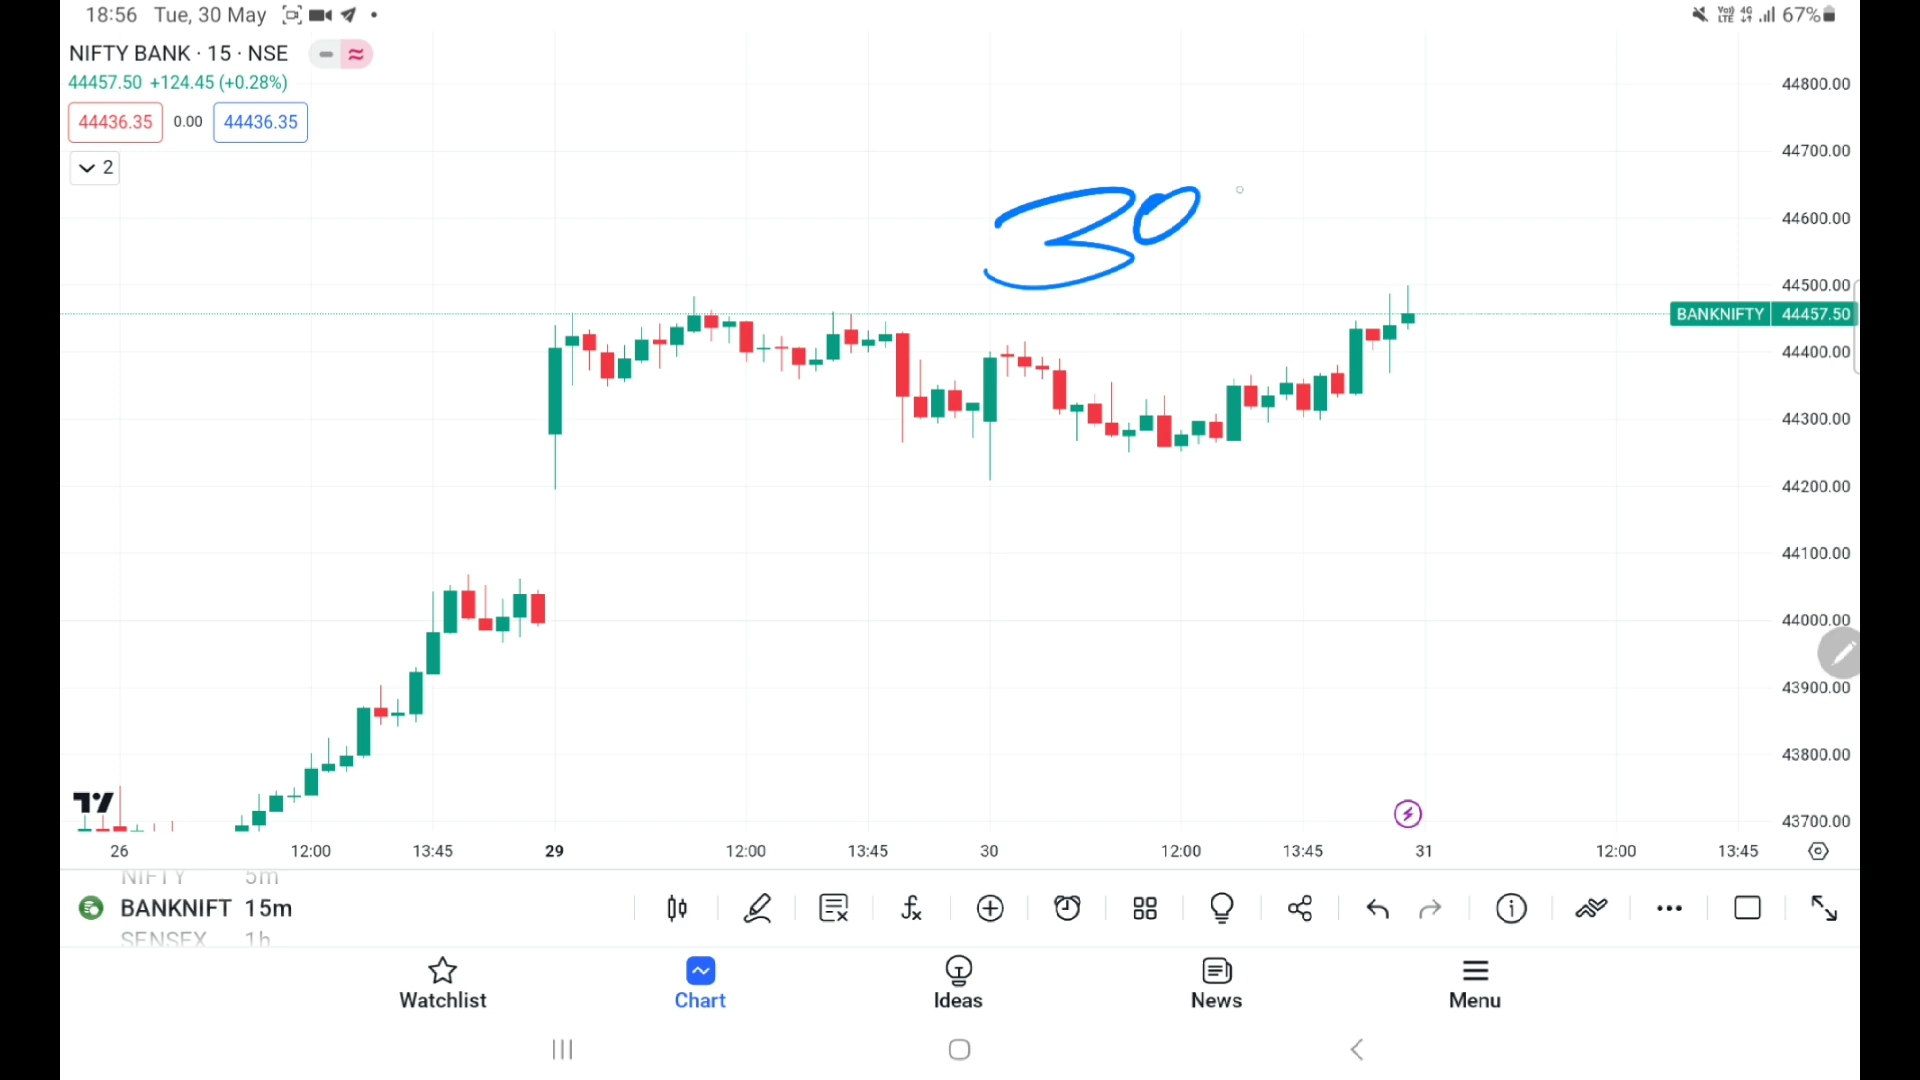 18:56 Tue, 30 May
Vo) LTE 4G 67%
NIFTY BANK · 15 · NSE
44457.50 +124.45 (+0.28%)
44436.35 0.00 44436.35
2
30
44800.00
44700.00
44600.00
44500.00
BANKNIFTY 44457.50
44400.00
44300.00
44200.00
44100.00
44000.00
43900.00
43800.00
43700.00
26 12:00 13:45 29 12:00 13:45 30 12:00 13:45 31 12:00 13:45
NIFTY 5m
BANKNIFT 15m
SENSEX 1h
Watchlist Chart Ideas News Menu